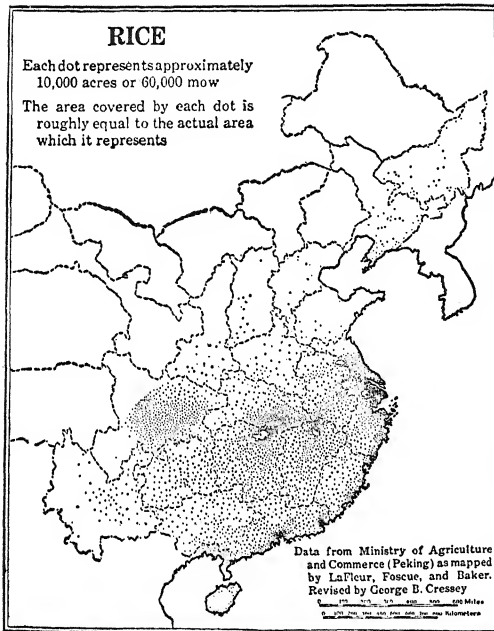 RICE
Each dot represents approximately
10,000 acres or 60,000 mow
The area covered by each dot is
roughly equal to the actual area
which it represents
Data from Ministry of Agriculture
and Commerce (Peking) as mapped
by LaFleur, Foscue, and Baker.
Revised by George B. Cressey
Miles
Kilometers